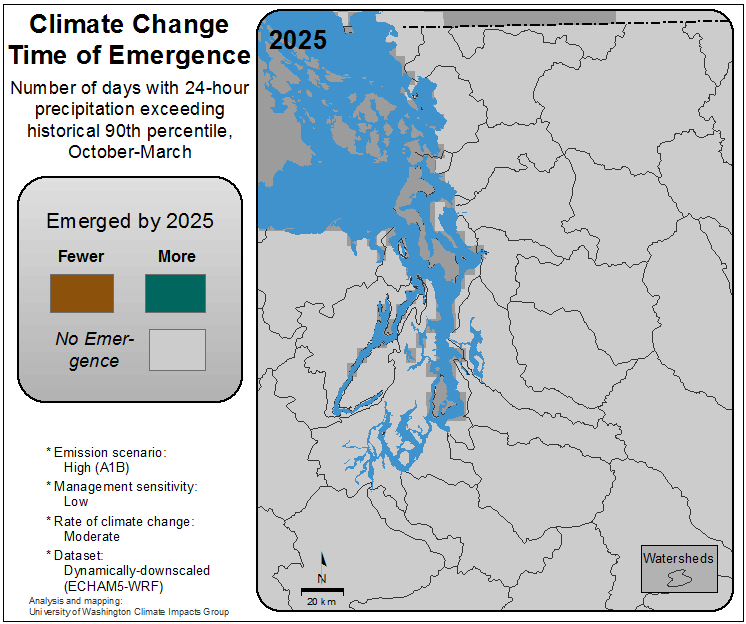 Climate Change
Time of Emergence
Number of days with 24-hour
precipitation exceeding
historical 90th percentile,
October-March
Emerged by 2025
Fewer More
No Emer-
gence
* Emission scenario:
High (A1B)
* Management sensitivity:
Low
* Rate of climate change:
Moderate
* Dataset:
Dynamically-downscaled
(ECHAM5-WRF)
Analysis and mapping:
University of Washington Climate Impacts Group
2025
N
20 km
Watersheds